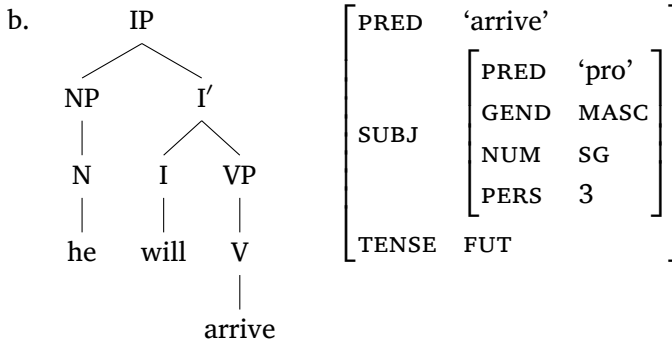 b. IP
NP I′
N I VP
he will V
arrive
PRED ‘arrive’
SUBJ
PRED ‘pro’
GEND MASC
NUM SG
PERS 3
TENSE FUT